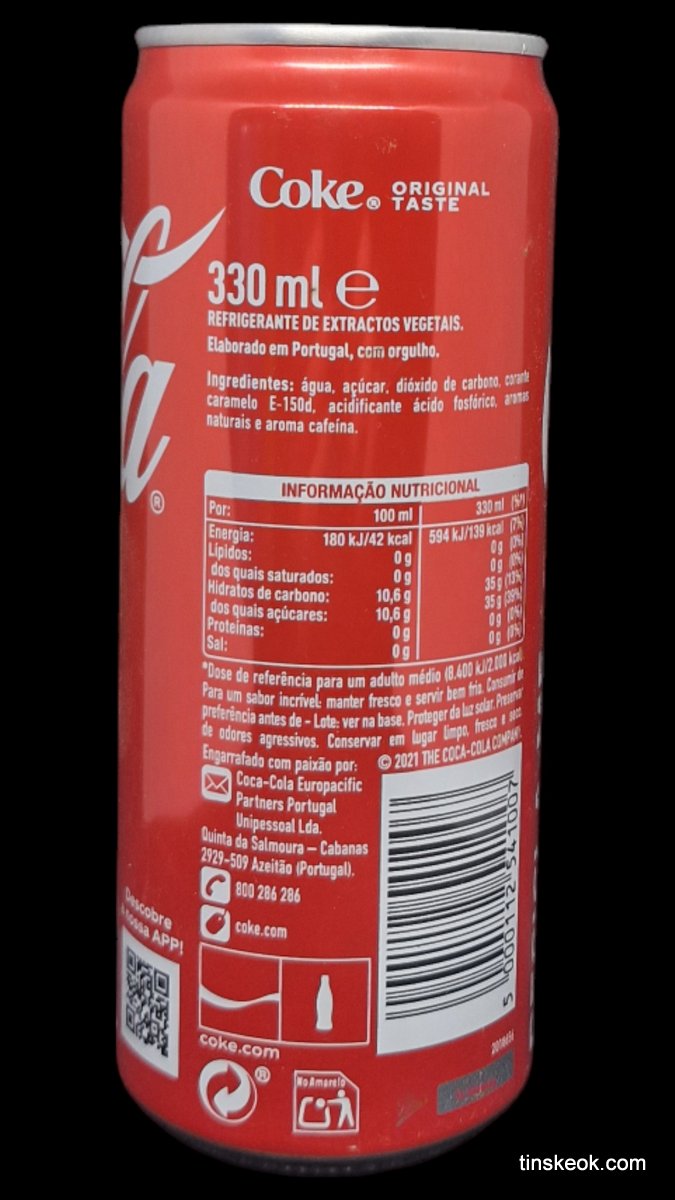 Coke® ORIGINAL
TASTE
330 ml ℮
REFRIGERANTE DE EXTRACTOS VEGETAIS.
Elaborado em Portugal, com orgulho.
Ingredientes: água, açúcar, dióxido de carbono, corante
caramelo E-150d, acidificante ácido fosfórico, aromas
naturais e aroma cafeína.
®
INFORMAÇÃO NUTRICIONAL
Por: 100 ml 330 ml (%*)
Energia: 180 kJ/42 kcal 594 kJ/139 kcal (7%)
Lípidos: 0 g 0 g (0%)
dos quais saturados: 0 g 0 g (0%)
Hidratos de carbono: 10,6 g 35 g (13%)
dos quais açúcares: 10,6 g 35 g (39%)
Proteínas: 0 g 0 g (0%)
Sal: 0 g 0 g (0%)
*Dose de referência para um adulto médio (8.400 kJ/2.000 kcal)
Para um sabor incrível: manter fresco e servir bem frio. Consumir de
preferência antes de - Lote: ver na base. Proteger da luz solar. Preservar
de odores agressivos. Conservar em lugar limpo, fresco e seco.
© 2021 THE COCA-COLA COMPANY.
Engarrafado com paixão por:
Coca-Cola Europacific
Partners Portugal
Unipessoal Lda.
Quinta da Salmoura – Cabanas
2929-509 Azeitão (Portugal).
800 286 286
coke.com
5 000112 541007
Descobre
a nossa APP!
coke.com
®
No Amarelo
tinskeok.com